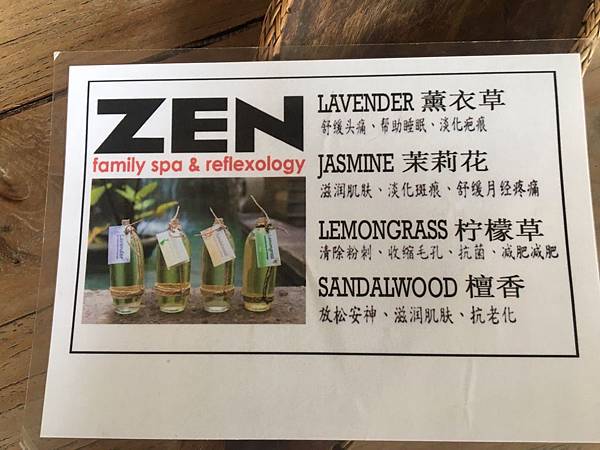 ZEN
family spa & reflexology
LAVENDER 薰衣草
舒缓头痛、帮助睡眠、淡化疤痕
JASMINE 茉莉花
滋润肌肤、淡化斑痕、舒缓月经疼痛
LEMONGRASS 柠檬草
清除粉刺、收缩毛孔、抗菌、减肥减肥
SANDALWOOD 檀香
放松安神、滋润肌肤、抗老化
Lavender